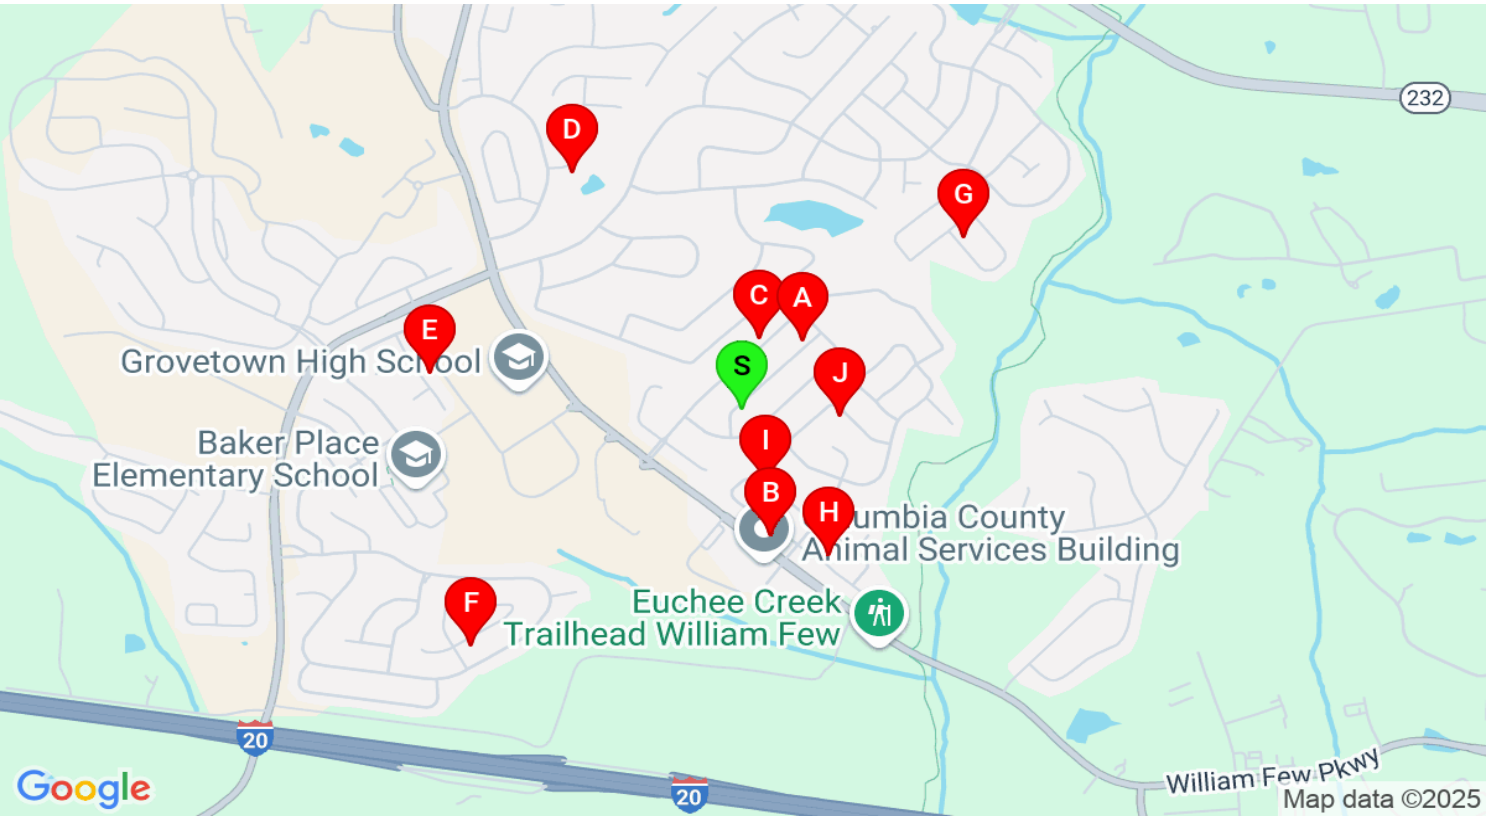 232
D
G
C
A
E
Grovetown High School
S
J
Baker Place
Elementary School
I
B
H
Columbia County
Animal Services Building
F
Euchee Creek
Trailhead William Few
20
20
William Few Pkwy
Google
Map data ©2025